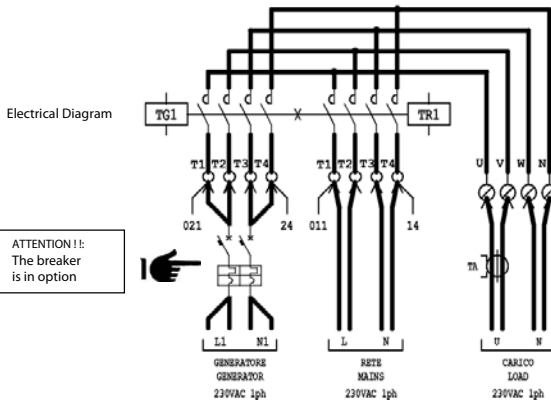 Electrical Diagram
TG1
X
TR1
T1 T2 T3 T4
T1 T2 T3 T4
U V W N
021
24
011
14
ATTENTION ! !:
The breaker
is in option
TA
L1 N1
L N
U N
GENERATORE
GENERATOR
230VAC 1ph
RETE
MAINS
230VAC 1ph
CARICO
LOAD
230VAC 1ph